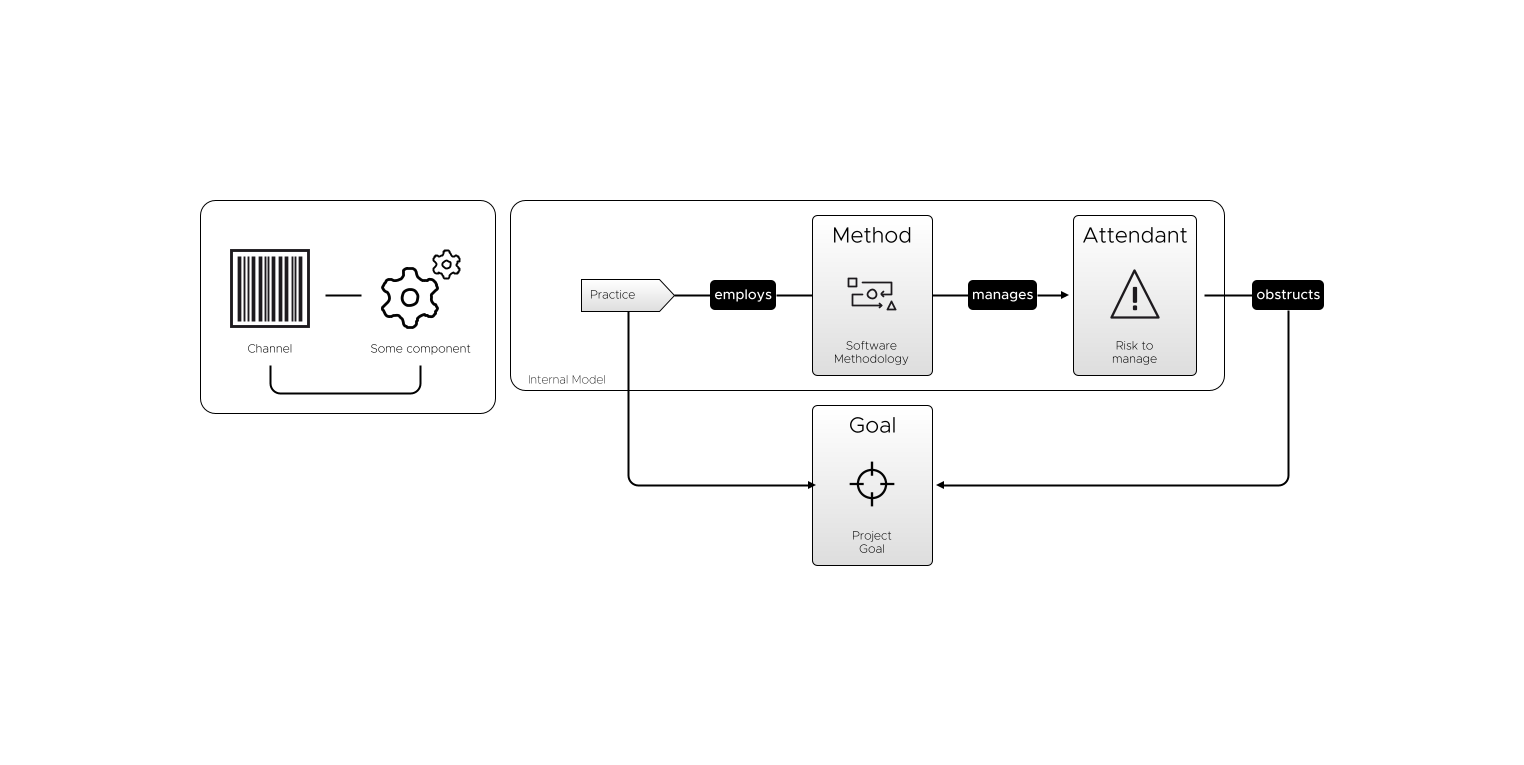 Channel
Some component
Internal Model
Practice
employs
Method
Software
Methodology
manages
Attendant
Risk to
manage
obstructs
Goal
Project
Goal